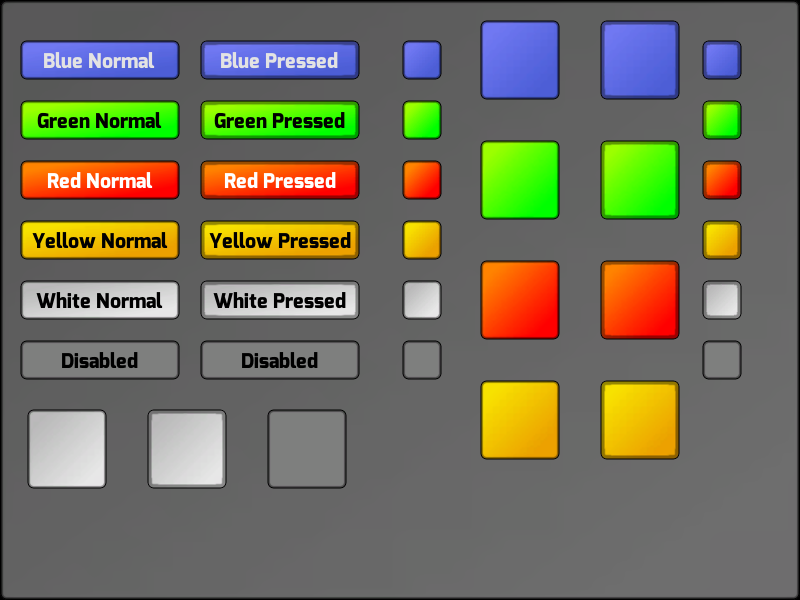 Blue Normal
Blue Pressed
Green Normal
Green Pressed
Red Normal
Red Pressed
Yellow Normal
Yellow Pressed
White Normal
White Pressed
Disabled
Disabled